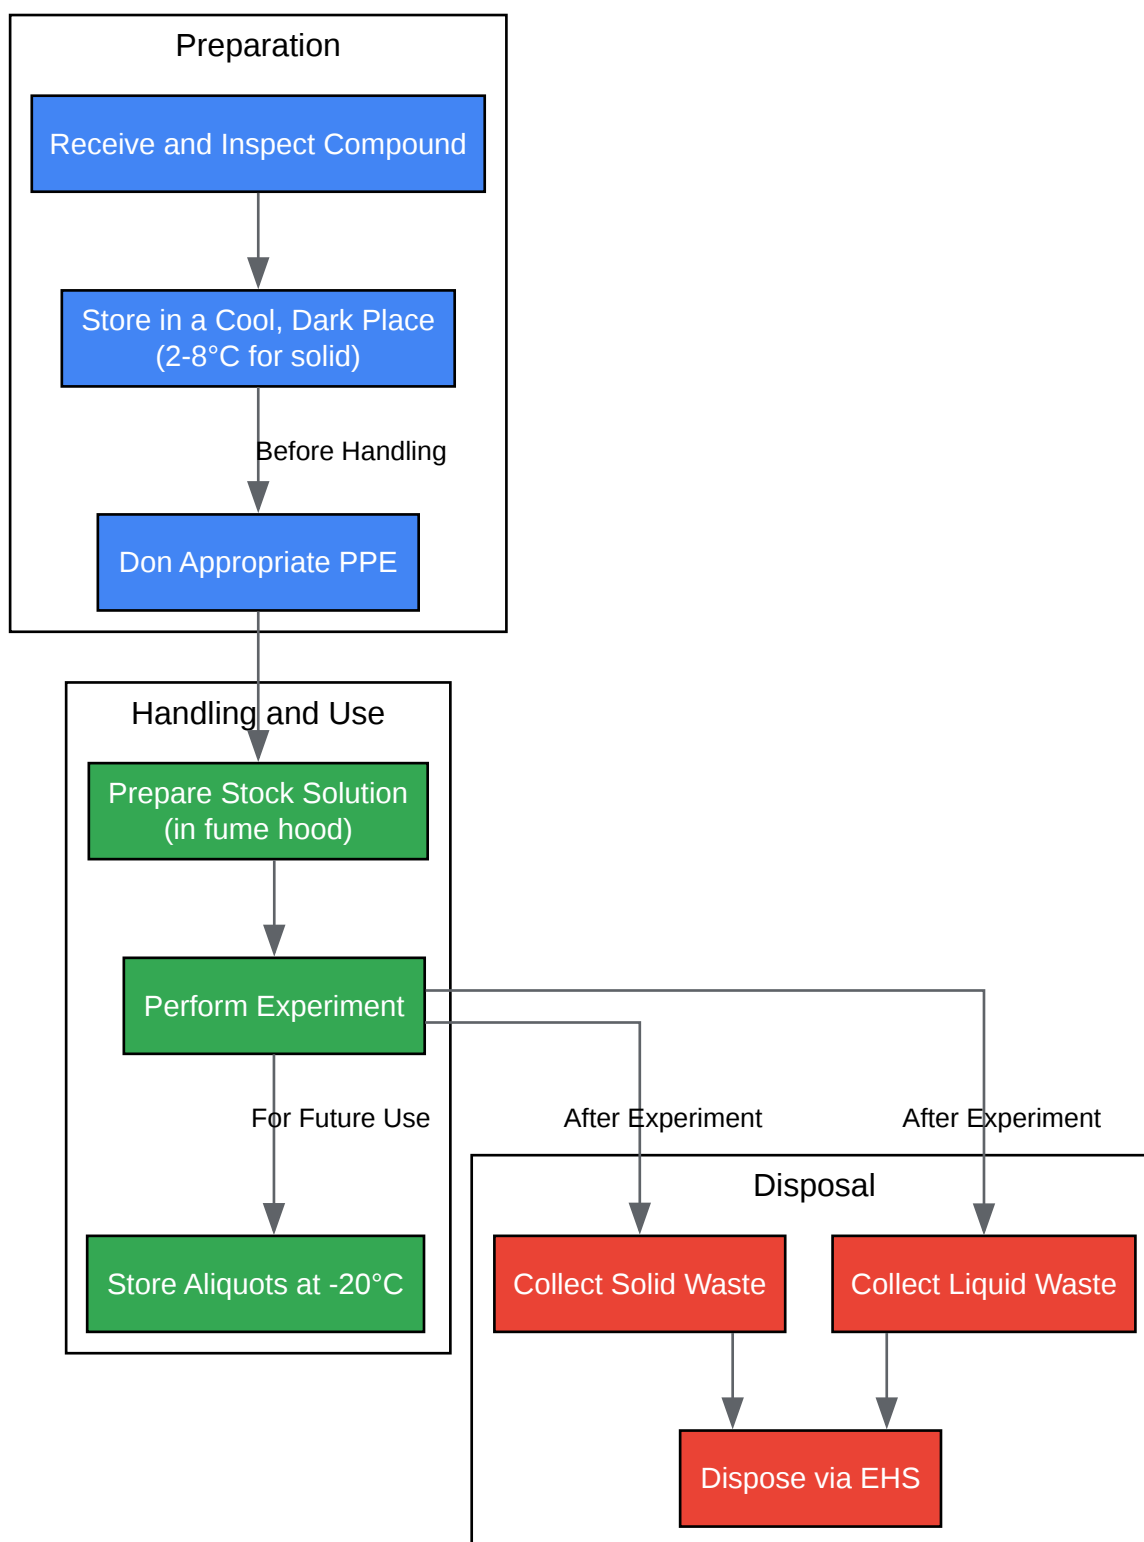 Preparation
Receive and Inspect Compound
Store in a Cool, Dark Place
(2-8°C for solid)
Before Handling
Don Appropriate PPE
Handling and Use
Prepare Stock Solution
(in fume hood)
Perform Experiment
For Future Use
After Experiment
After Experiment
Disposal
Store Aliquots at -20°C
Collect Solid Waste
Collect Liquid Waste
Dispose via EHS